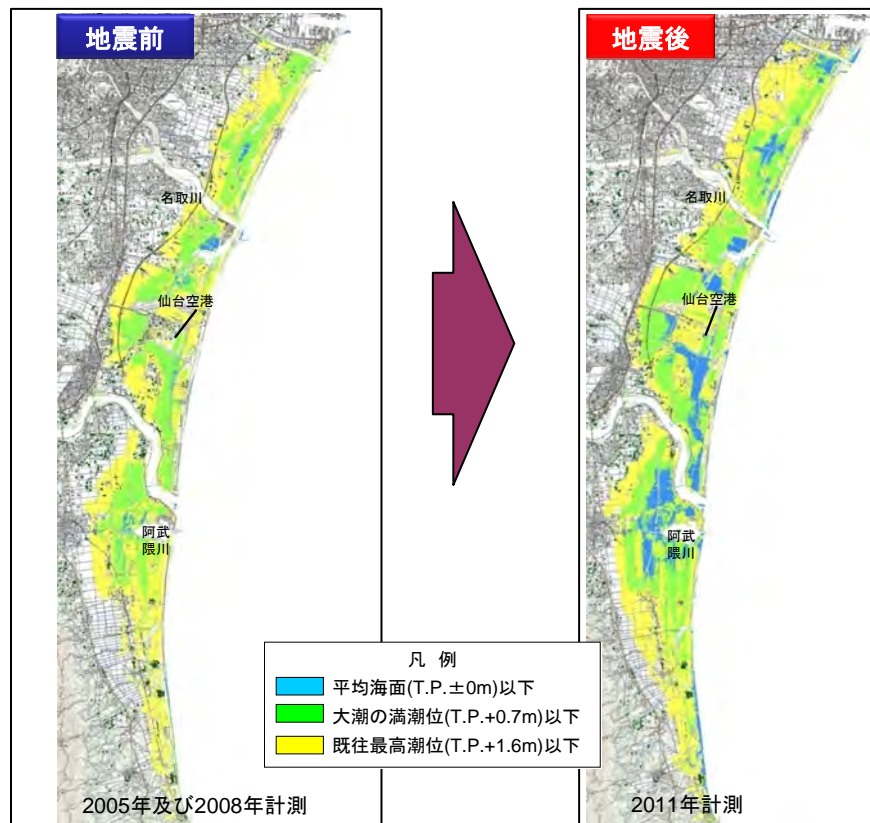 地震前
名取川
仙台空港
阿武
隈川
2005年及び2008年計測
地震後
名取川
仙台空港
阿武
隈川
2011年計測
凡 例
平均海面(T.P.±0m)以下
大潮の満潮位(T.P.+0.7m)以下
既往最高潮位(T.P.+1.6m)以下